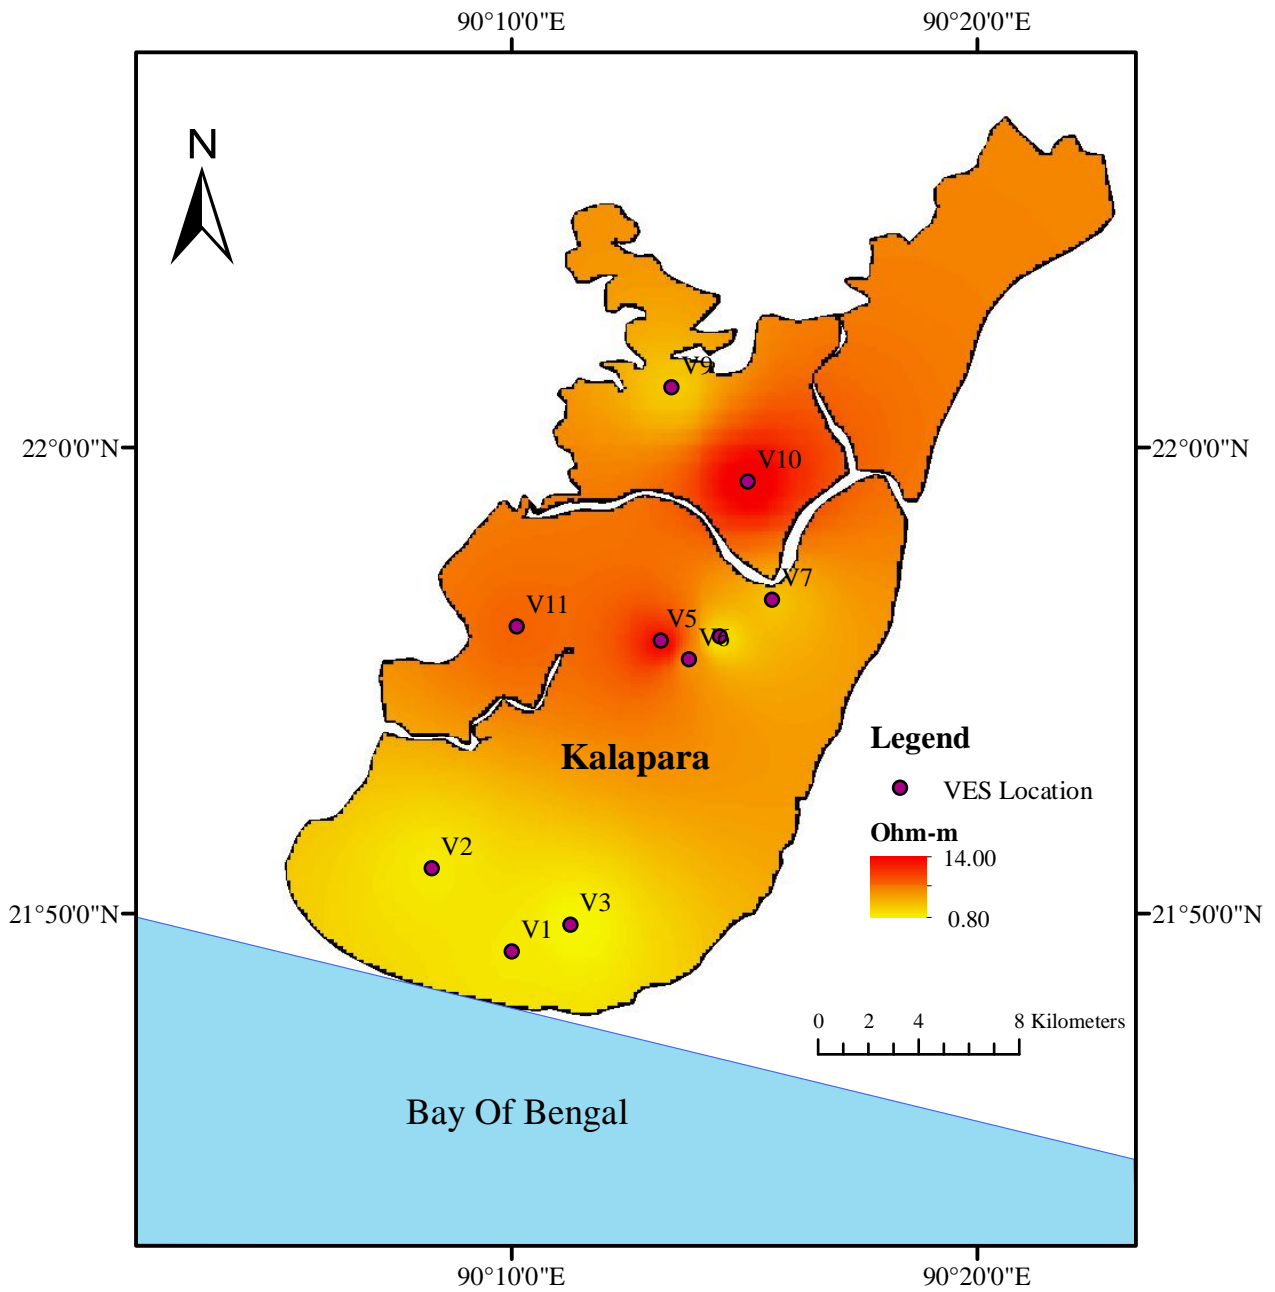 90°10'0"E 90°20'0"E
N
V9
22°0'0"N 22°0'0"N
V10
V7
V11
V5
V6
Kalapara
Legend
VES Location
Ohm-m
14.00
0.80
V2
V3
V1
21°50'0"N 21°50'0"N
0 2 4 8 Kilometers
Bay Of Bengal
90°10'0"E 90°20'0"E